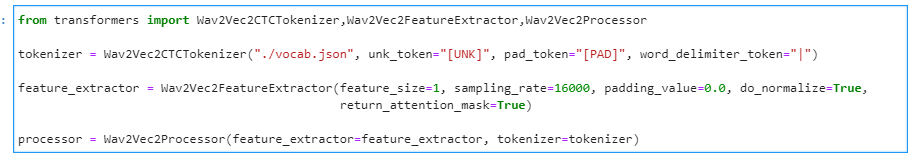 :
from transformers import Wav2Vec2CTCTokenizer,Wav2Vec2FeatureExtractor,Wav2Vec2Processor
tokenizer = Wav2Vec2CTCTokenizer("./vocab.json", unk_token="[UNK]", pad_token="[PAD]", word_delimiter_token="|")
feature_extractor = Wav2Vec2FeatureExtractor(feature_size=1, sampling_rate=16000, padding_value=0.0, do_normalize=True,
return_attention_mask=True)
processor = Wav2Vec2Processor(feature_extractor=feature_extractor, tokenizer=tokenizer)